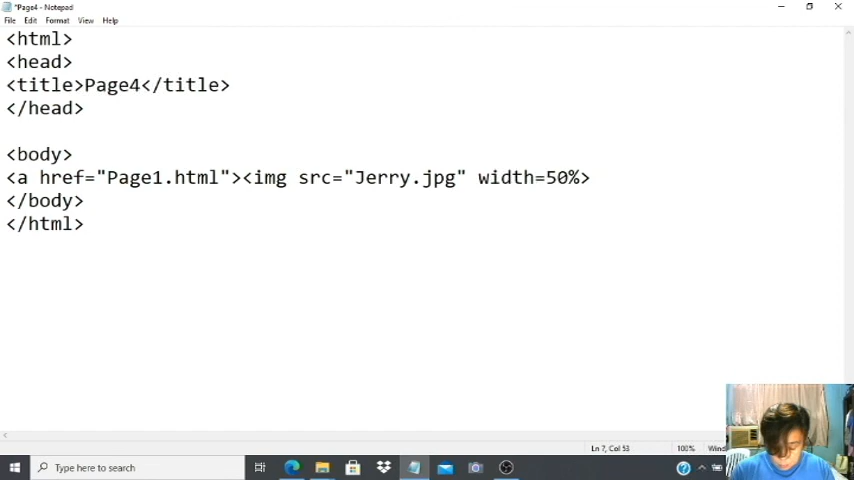 *Page4 - Notepad
File Edit Format View Help
<html>
<head>
<title>Page4</title>
</head>
<body>
<a href="Page1.html"><img src="Jerry.jpg" width=50%>
</body>
</html>
Ln 7, Col 53 100% Wind
Type here to search